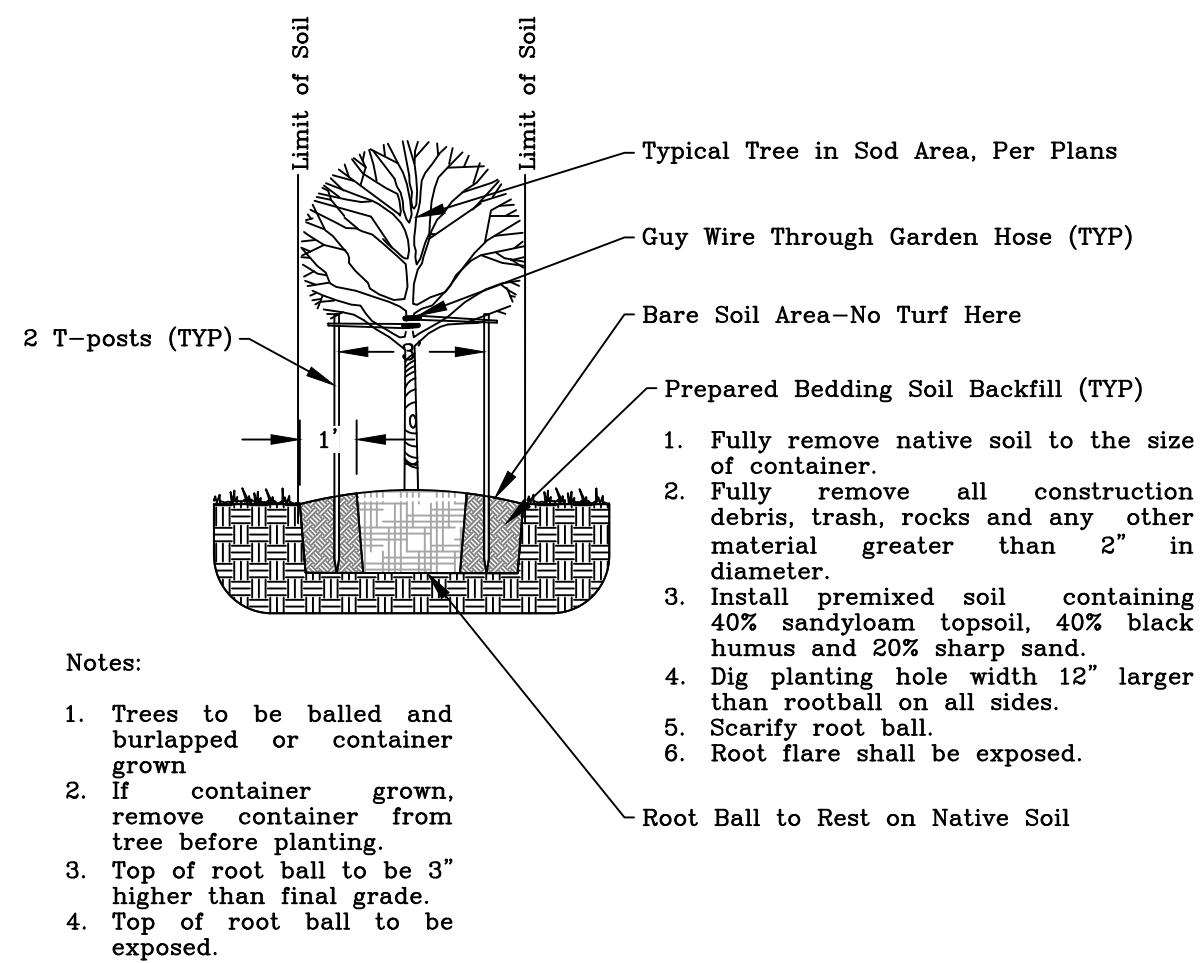 Limit of Soil
Limit of Soil
Typical Tree in Sod Area, Per Plans
Guy Wire Through Garden Hose (TYP)
Bare Soil Area-No Turf Here
2 T-posts (TYP)
3'
Prepared Bedding Soil Backfill (TYP)
1'
1. Fully remove native soil to the size
of container.
2. Fully remove all construction
debris, trash, rocks and any other
material greater than 2" in
diameter.
3. Install premixed soil containing
40% sandyloam topsoil, 40% black
humus and 20% sharp sand.
4. Dig planting hole width 12" larger
than rootball on all sides.
5. Scarify root ball.
6. Root flare shall be exposed.
Root Ball to Rest on Native Soil
Notes:
1. Trees to be balled and
burlapped or container
grown
2. If container grown,
remove container from
tree before planting.
3. Top of root ball to be 3"
higher than final grade.
4. Top of root ball to be
exposed.